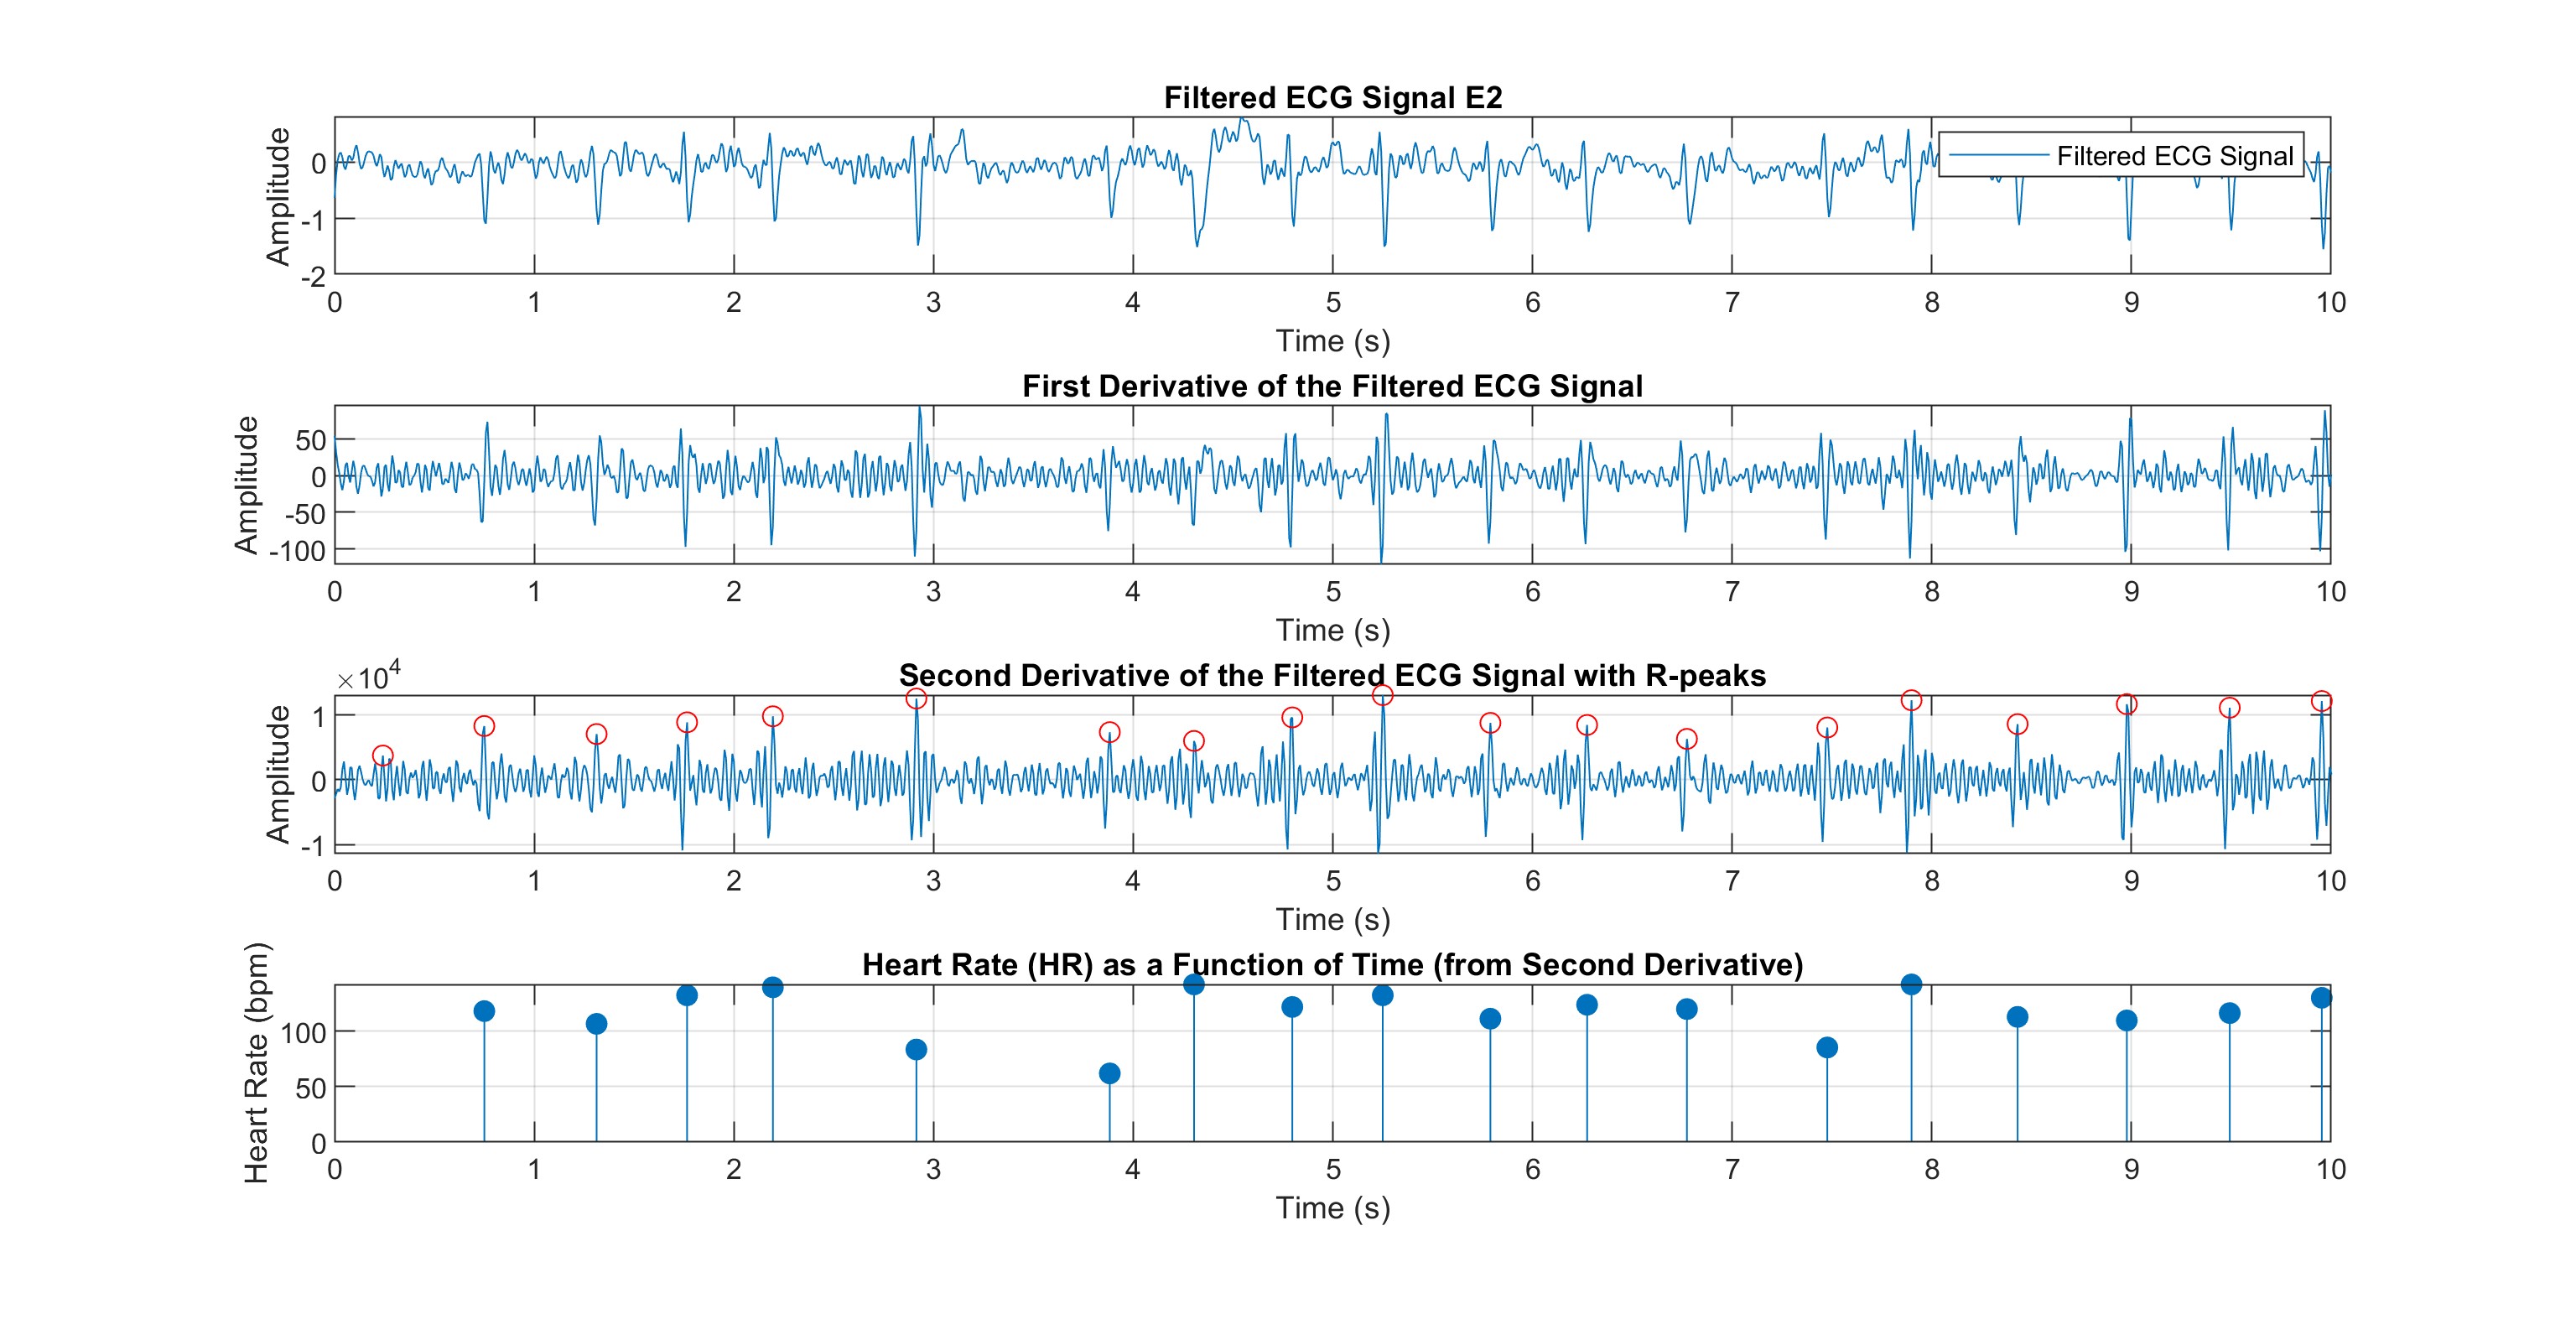 Filtered ECG Signal E2
Amplitude
0
-1
-2
Filtered ECG Signal
0 1 2 3 4 5 6 7 8 9 10
Time (s)
First Derivative of the Filtered ECG Signal
Amplitude
50
0
-50
-100
0 1 2 3 4 5 6 7 8 9 10
Time (s)
×10⁴
Second Derivative of the Filtered ECG Signal with R-peaks
Amplitude
1
0
-1
0 1 2 3 4 5 6 7 8 9 10
Time (s)
Heart Rate (HR) as a Function of Time (from Second Derivative)
Heart Rate (bpm)
100
50
0
0 1 2 3 4 5 6 7 8 9 10
Time (s)